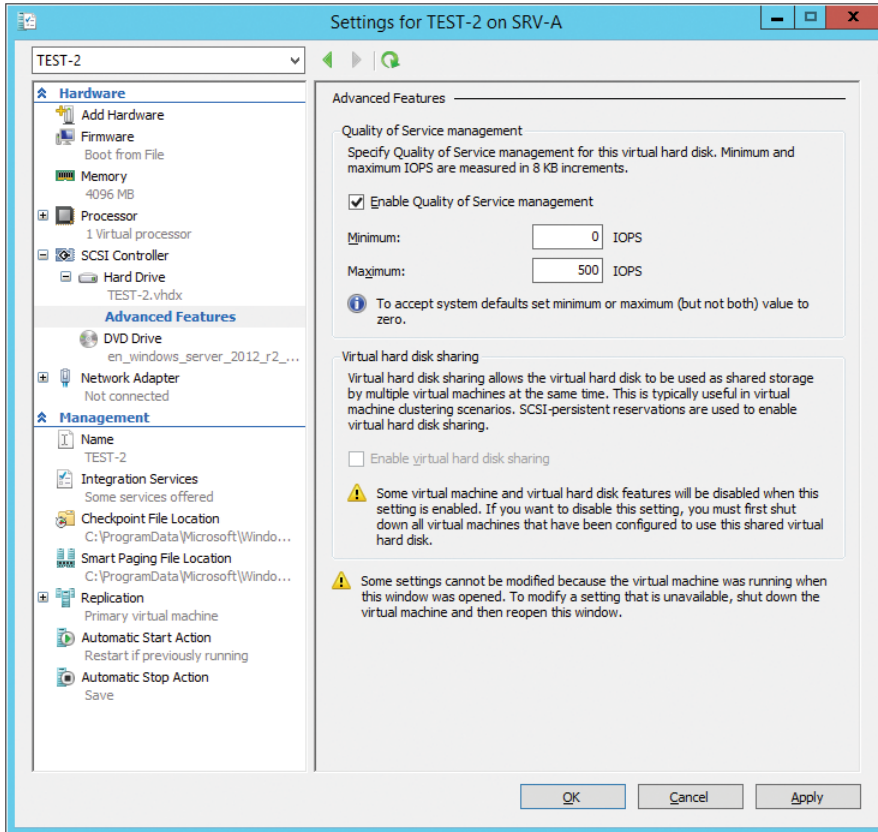 Settings for TEST-2 on SRV-A
TEST-2
Hardware
Add Hardware
Firmware
Boot from File
Memory
4096 MB
Processor
1 Virtual processor
SCSI Controller
Hard Drive
TEST-2.vhdx
Advanced Features
DVD Drive
en_windows_server_2012_r2_...
Network Adapter
Not connected
Management
Name
TEST-2
Integration Services
Some services offered
Checkpoint File Location
C:\ProgramData\Microsoft\Windo...
Smart Paging File Location
C:\ProgramData\Microsoft\Windo...
Replication
Primary virtual machine
Automatic Start Action
Restart if previously running
Automatic Stop Action
Save
Advanced Features
Quality of Service management
Specify Quality of Service management for this virtual hard disk. Minimum and
maximum IOPS are measured in 8 KB increments.
Enable Quality of Service management
Minimum: 0 IOPS
Maximum: 500 IOPS
To accept system defaults set minimum or maximum (but not both) value to
zero.
Virtual hard disk sharing
Virtual hard disk sharing allows the virtual hard disk to be used as shared storage
by multiple virtual machines at the same time. This is typically useful in virtual
machine clustering scenarios. SCSI-persistent reservations are used to enable
virtual hard disk sharing.
Enable virtual hard disk sharing
Some virtual machine and virtual hard disk features will be disabled when this
setting is enabled. If you want to disable this setting, you must first shut
down all virtual machines that have been configured to use this shared virtual
hard disk.
Some settings cannot be modified because the virtual machine was running when
this window was opened. To modify a setting that is unavailable, shut down the
virtual machine and then reopen this window.
OK Cancel Apply